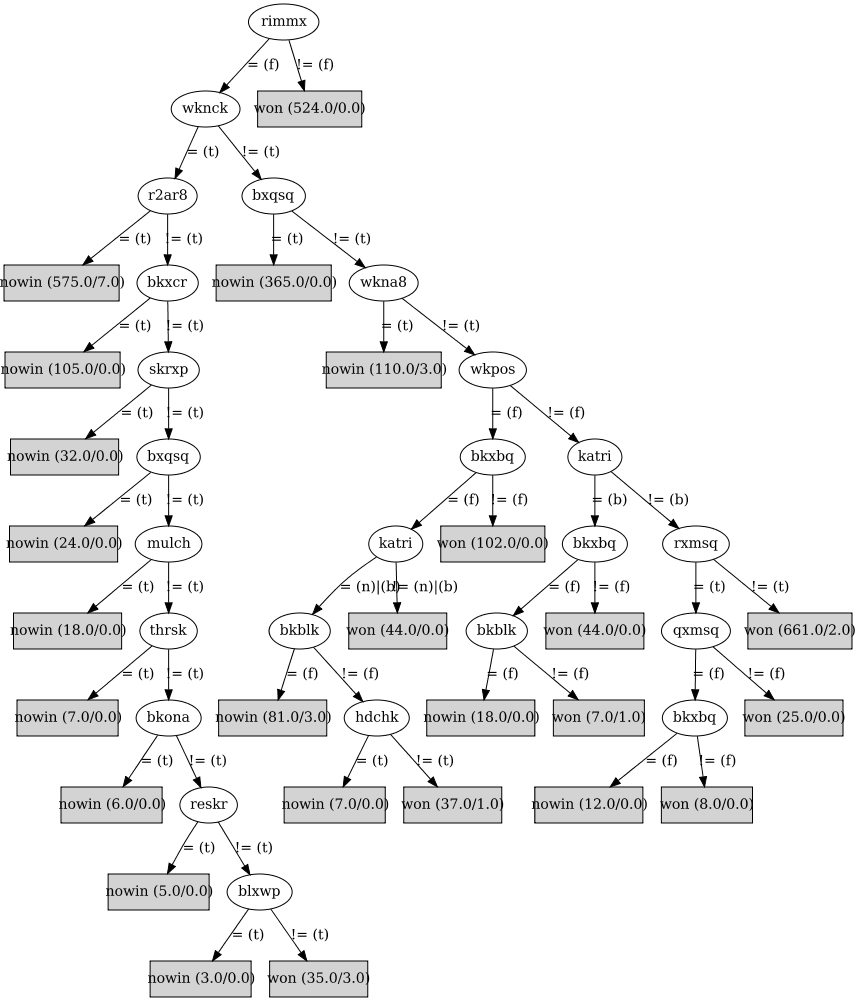 rimmx
= (f) != (f)
wknck won (524.0/0.0)
= (t) != (t)
r2ar8 bxqsq
= (t) != (t) = (t) != (t)
nowin (575.0/7.0) bkxcr nowin (365.0/0.0) wkna8
= (t) != (t) = (t) != (t)
nowin (105.0/0.0) skrxp nowin (110.0/3.0) wkpos
= (t) != (t) = (f) != (f)
nowin (32.0/0.0) bxqsq bkxbq katri
= (t) != (t) = (f) != (f) = (b) != (b)
nowin (24.0/0.0) mulch katri won (102.0/0.0) bkxbq rxmsq
= (t) != (t) = (n)|(b) != (n)|(b) = (f) != (f) = (t) != (t)
nowin (18.0/0.0) thrsk bkblk won (44.0/0.0) bkblk won (44.0/0.0) qxmsq won (661.0/2.0)
= (t) != (t) = (f) != (f) = (f) != (f) = (f) != (f)
nowin (7.0/0.0) bkona nowin (81.0/3.0) hdchk nowin (18.0/0.0) won (7.0/1.0) bkxbq won (25.0/0.0)
= (t) != (t) = (t) != (t) = (f) != (f)
nowin (6.0/0.0) reskr nowin (7.0/0.0) won (37.0/1.0) nowin (12.0/0.0) won (8.0/0.0)
= (t) != (t)
nowin (5.0/0.0) blxwp
= (t) != (t)
nowin (3.0/0.0) won (35.0/3.0)